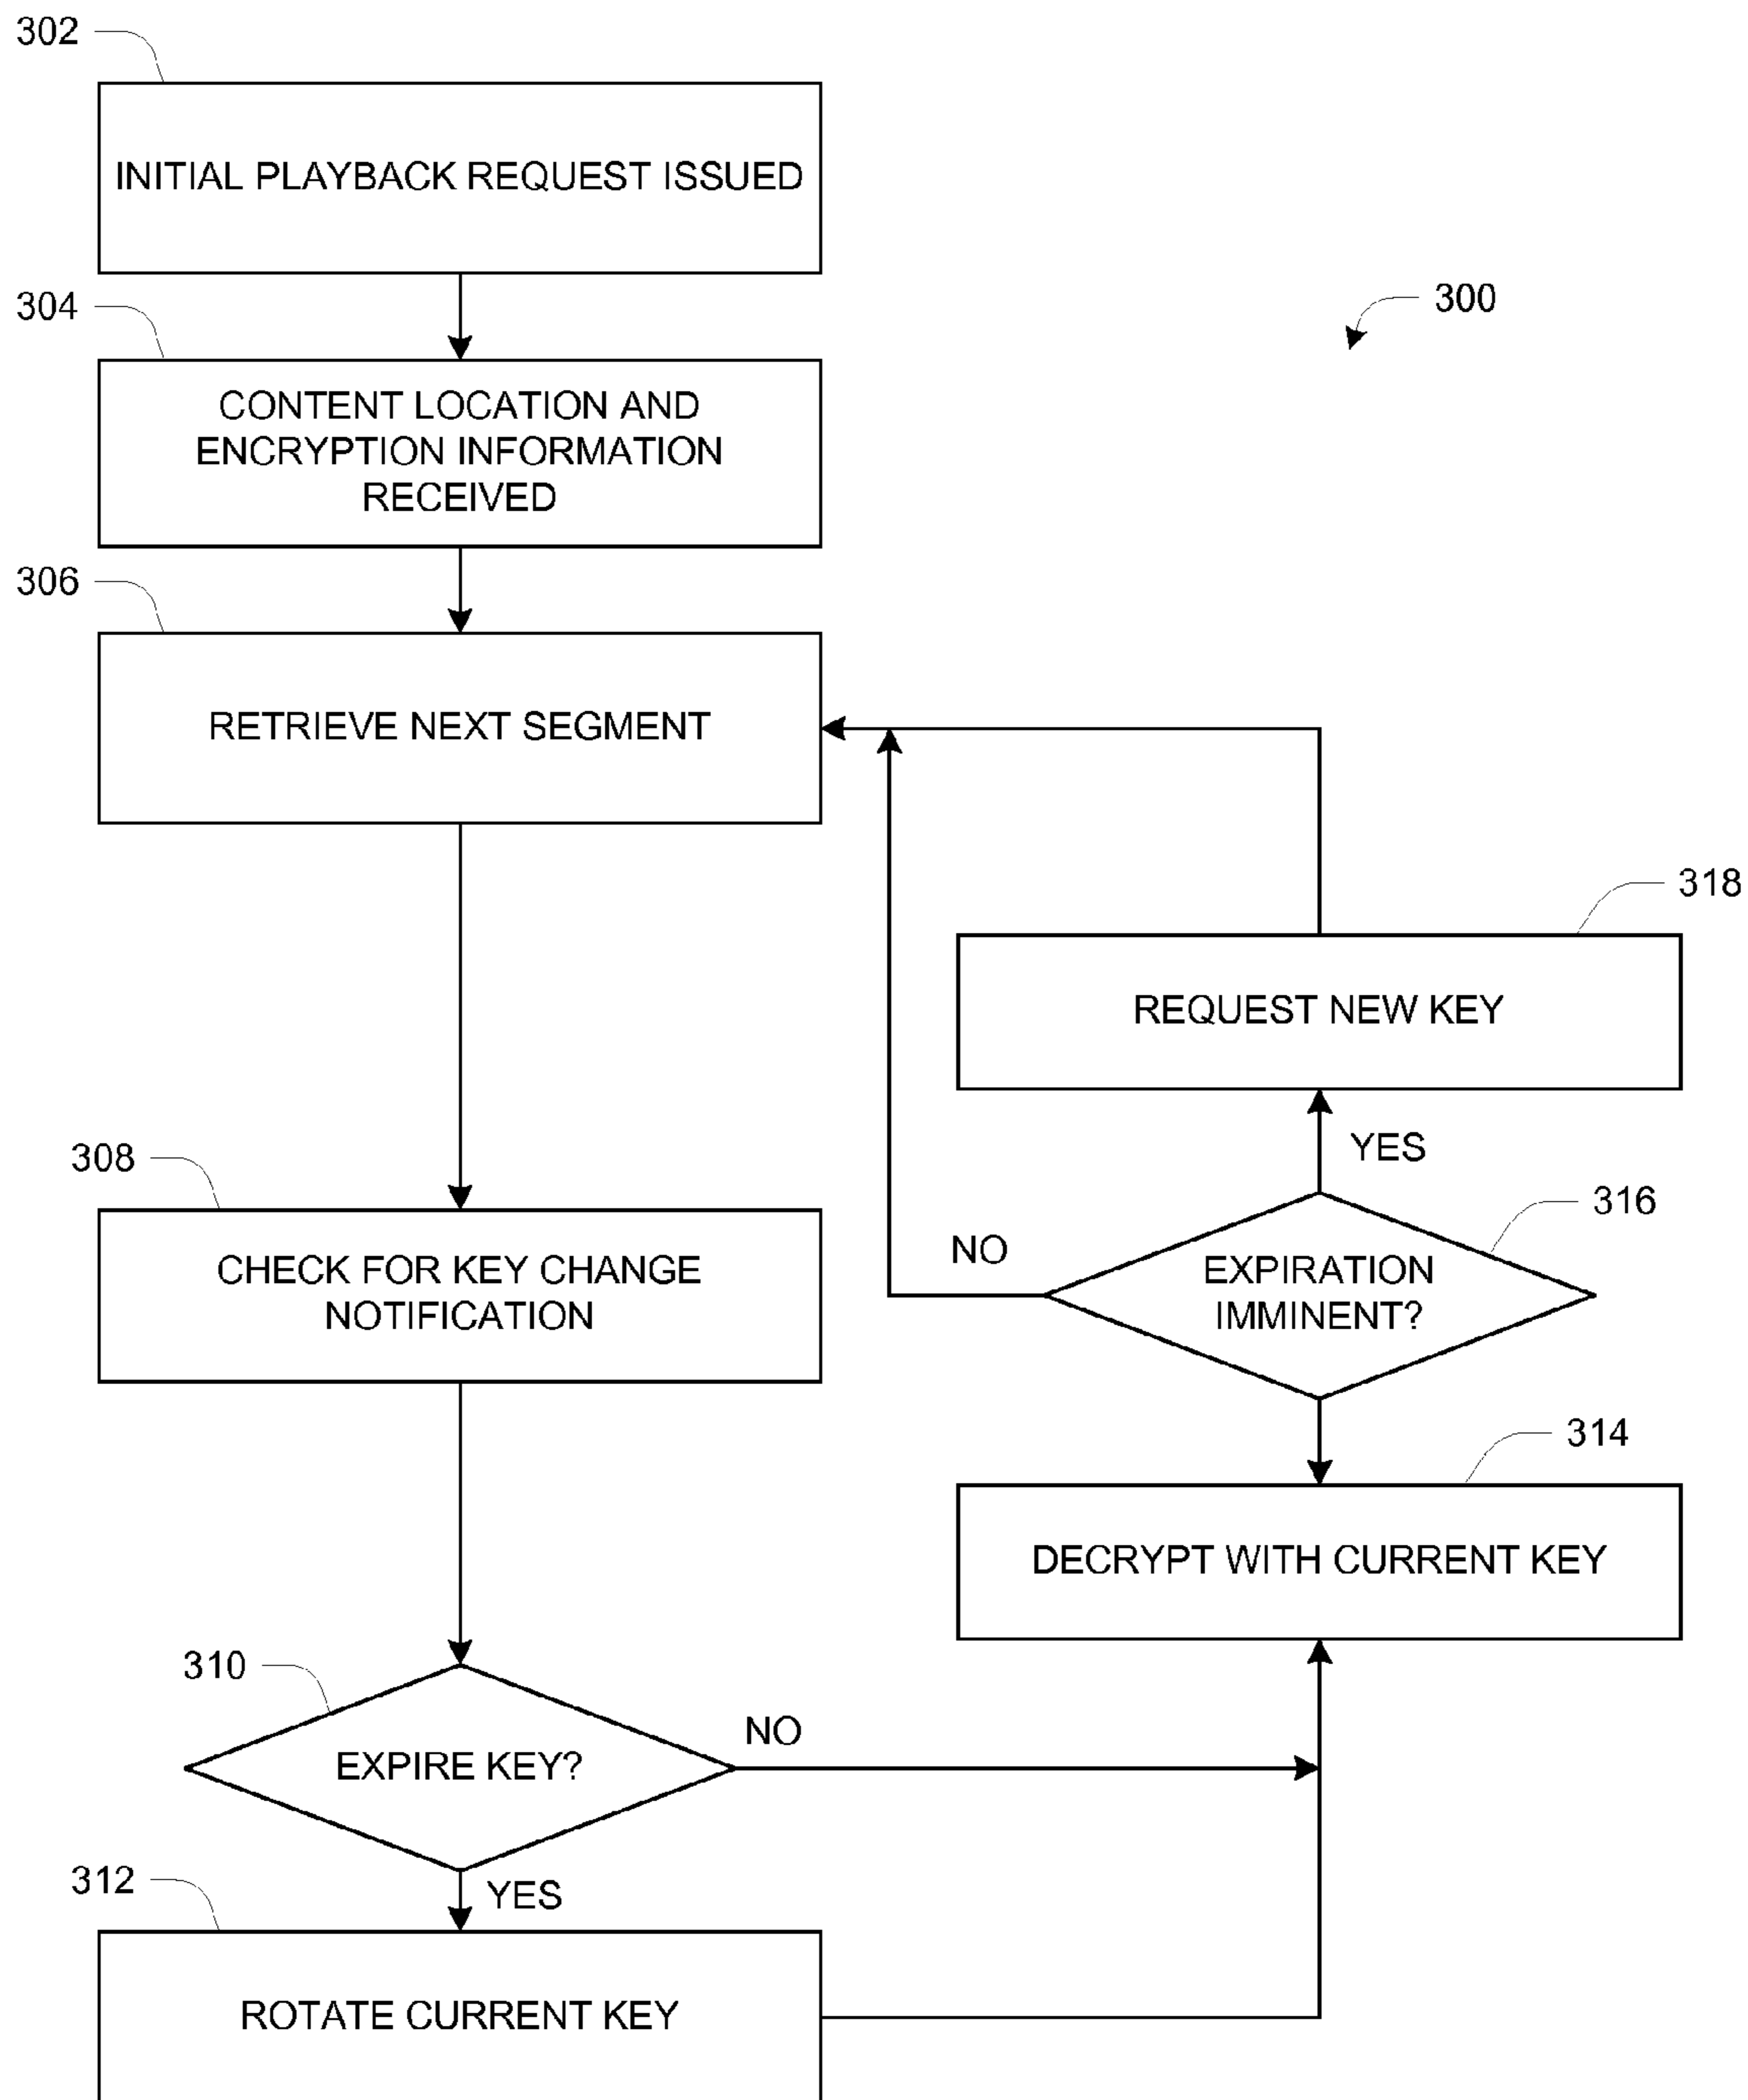 302
INITIAL PLAYBACK REQUEST ISSUED
304
300
CONTENT LOCATION AND
ENCRYPTION INFORMATION
RECEIVED
306
RETRIEVE NEXT SEGMENT
318
REQUEST NEW KEY
YES
308
316
NO
CHECK FOR KEY CHANGE
NOTIFICATION
EXPIRATION
IMMINENT?
314
DECRYPT WITH CURRENT KEY
310
NO
EXPIRE KEY?
312
YES
ROTATE CURRENT KEY